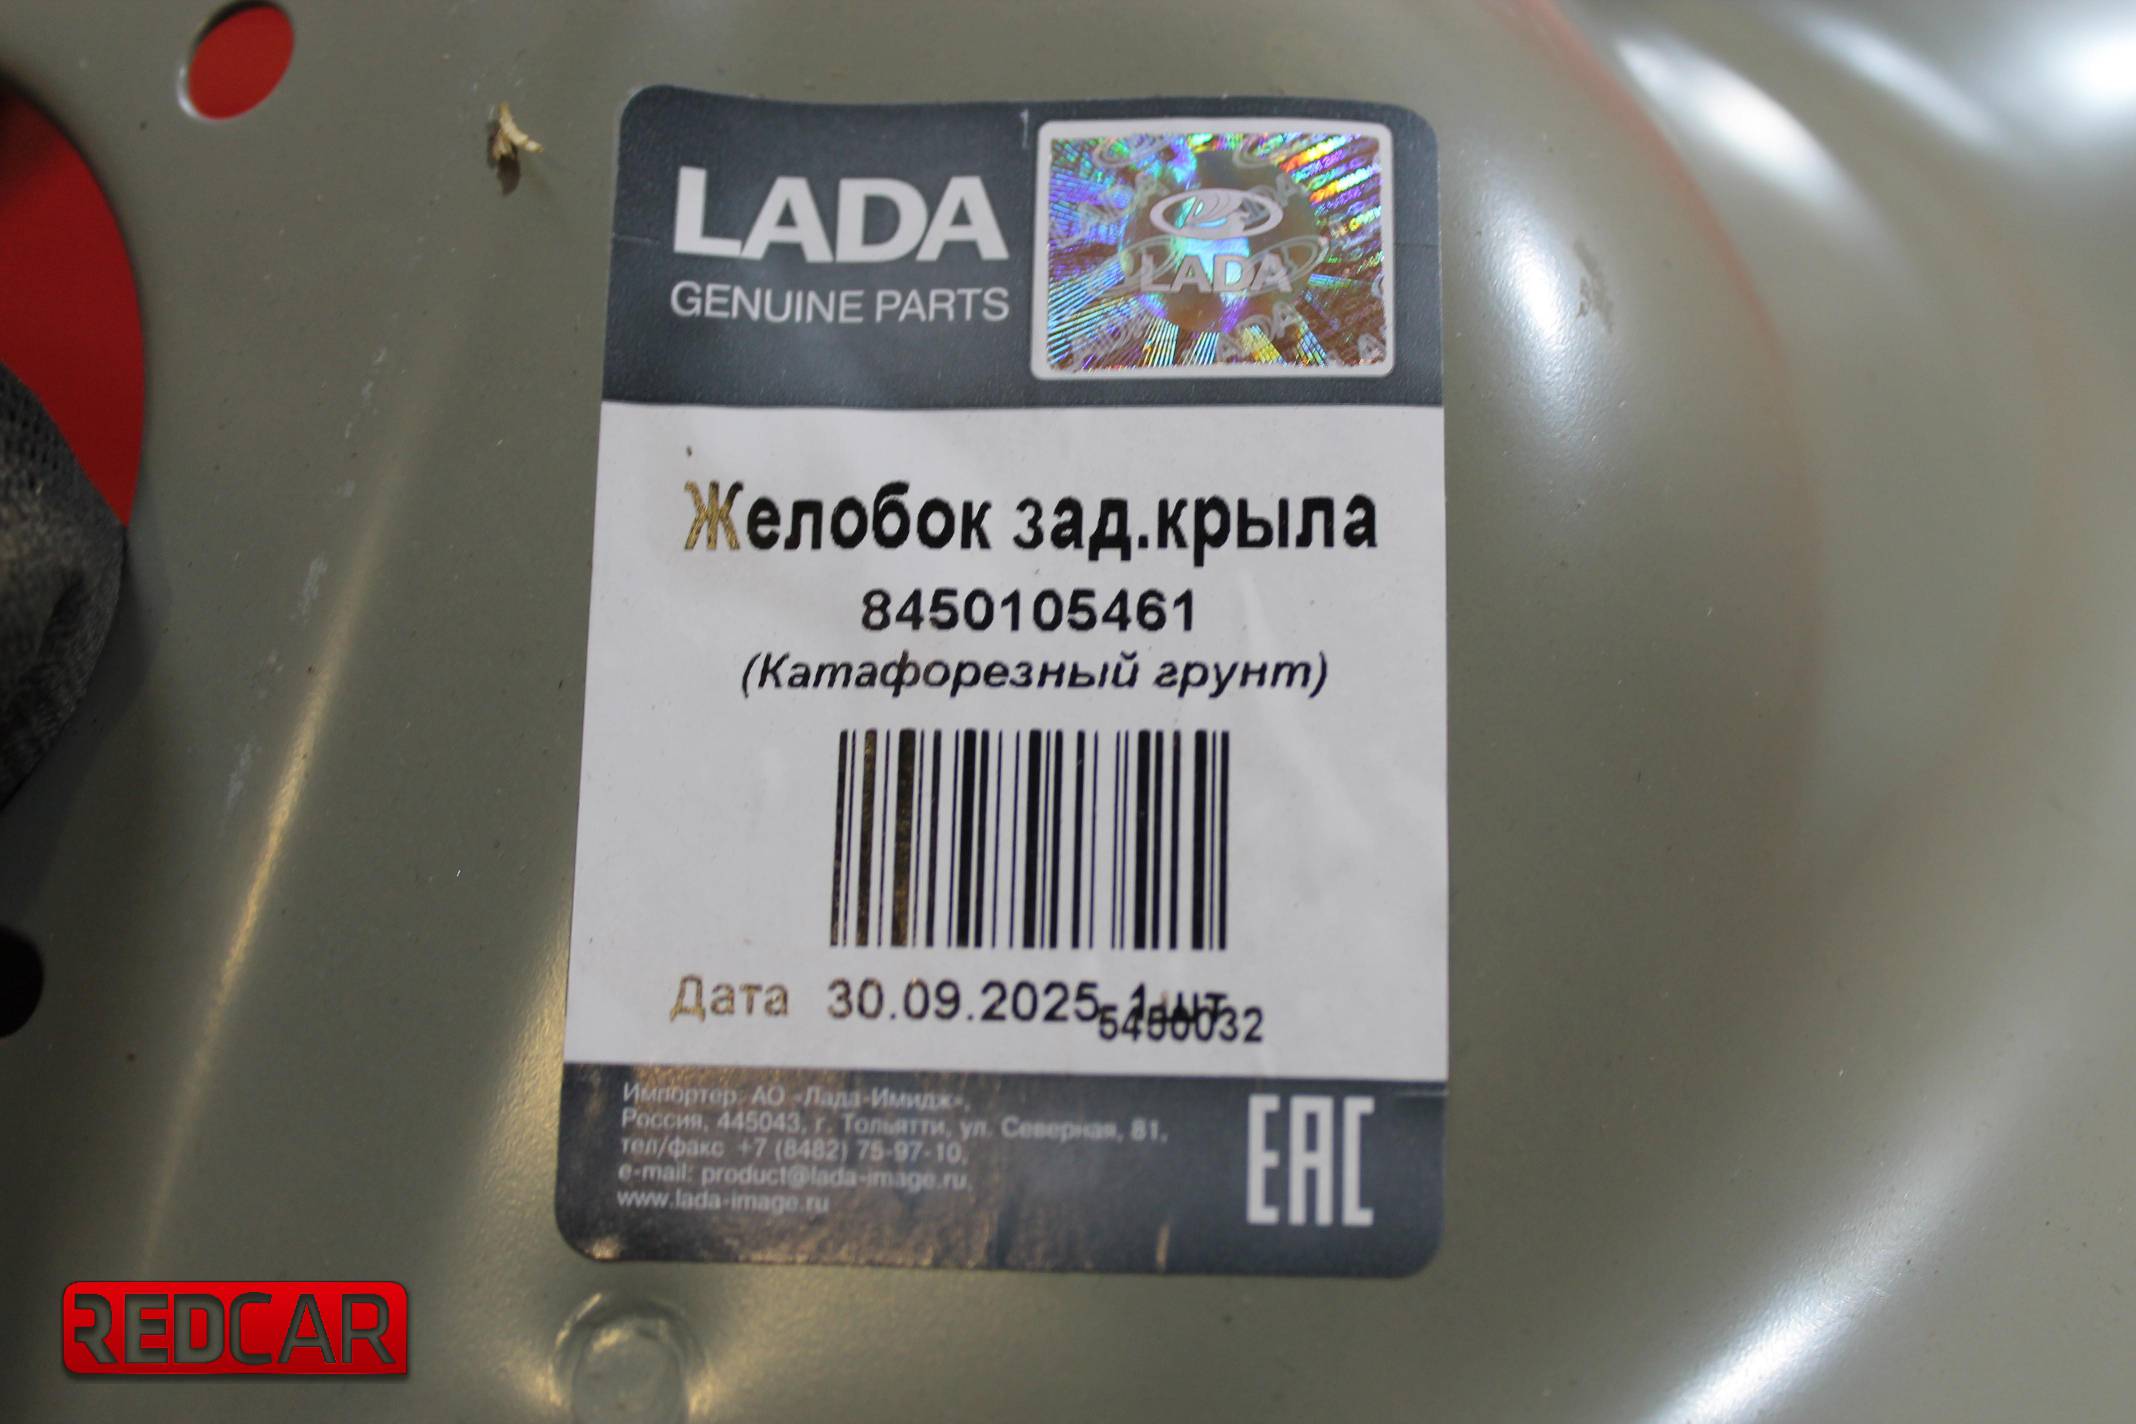 LADA
GENUINE PARTS
LADA
Желобок зад.крыла
8450105461
(Катафорезный грунт)
Дата 30.09.2025 1 шт.
5450032
Импортер: АО «Лада-Имидж»,
Россия, 445043, г. Тольятти, ул. Северная, 81,
тел/факс +7 (8482) 75-97-10,
e-mail: product@lada-image.ru,
www.lada-image.ru
EAC
REDCAR